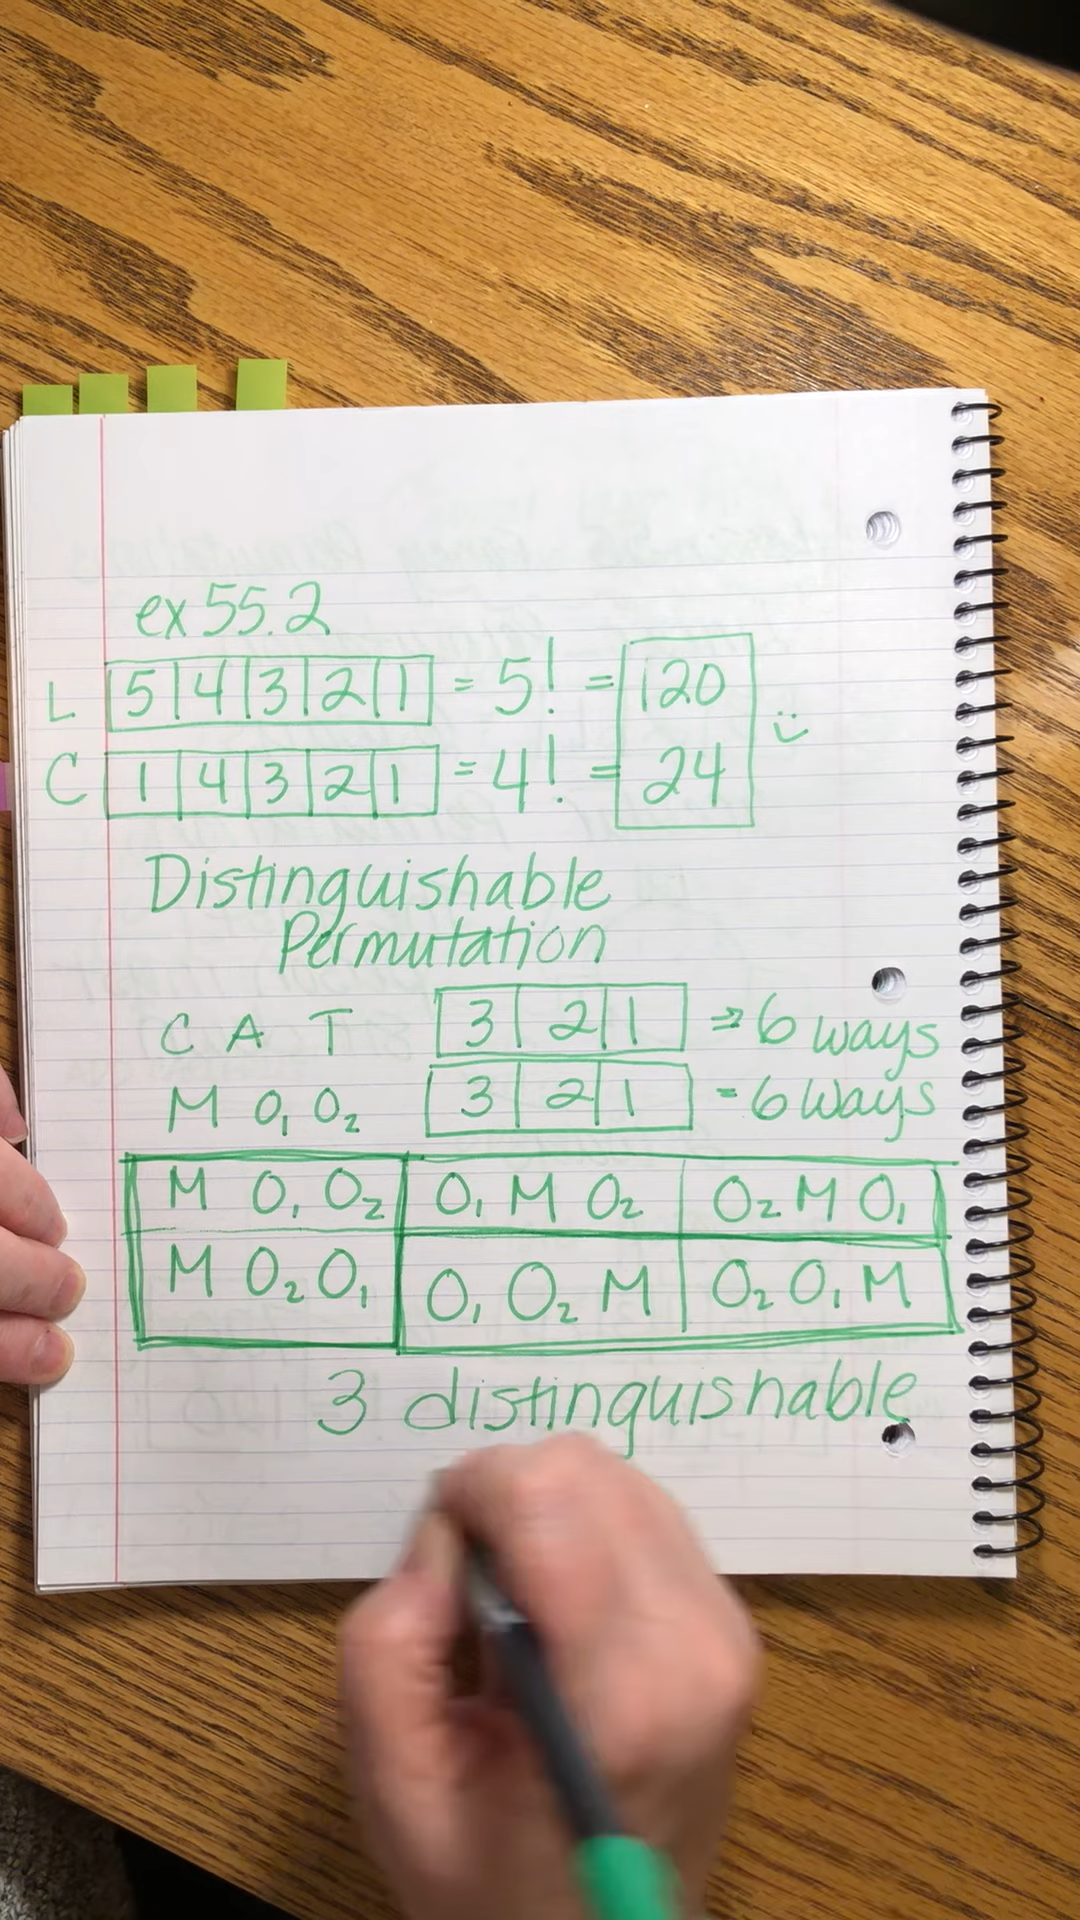 ex 55.2
L 5 4 3 2 1 = 5! = 120
C 1 4 3 2 1 = 4! = 24
Distinguishable
Permutation
C A T 3 2 1 ⇒ 6 ways
M O₁ O₂ 3 2 1 = 6 ways
M O₁ O₂ O₁ M O₂ O₂ M O₁
M O₂ O₁ O₁ O₂ M O₂ O₁ M
3 distinguishable